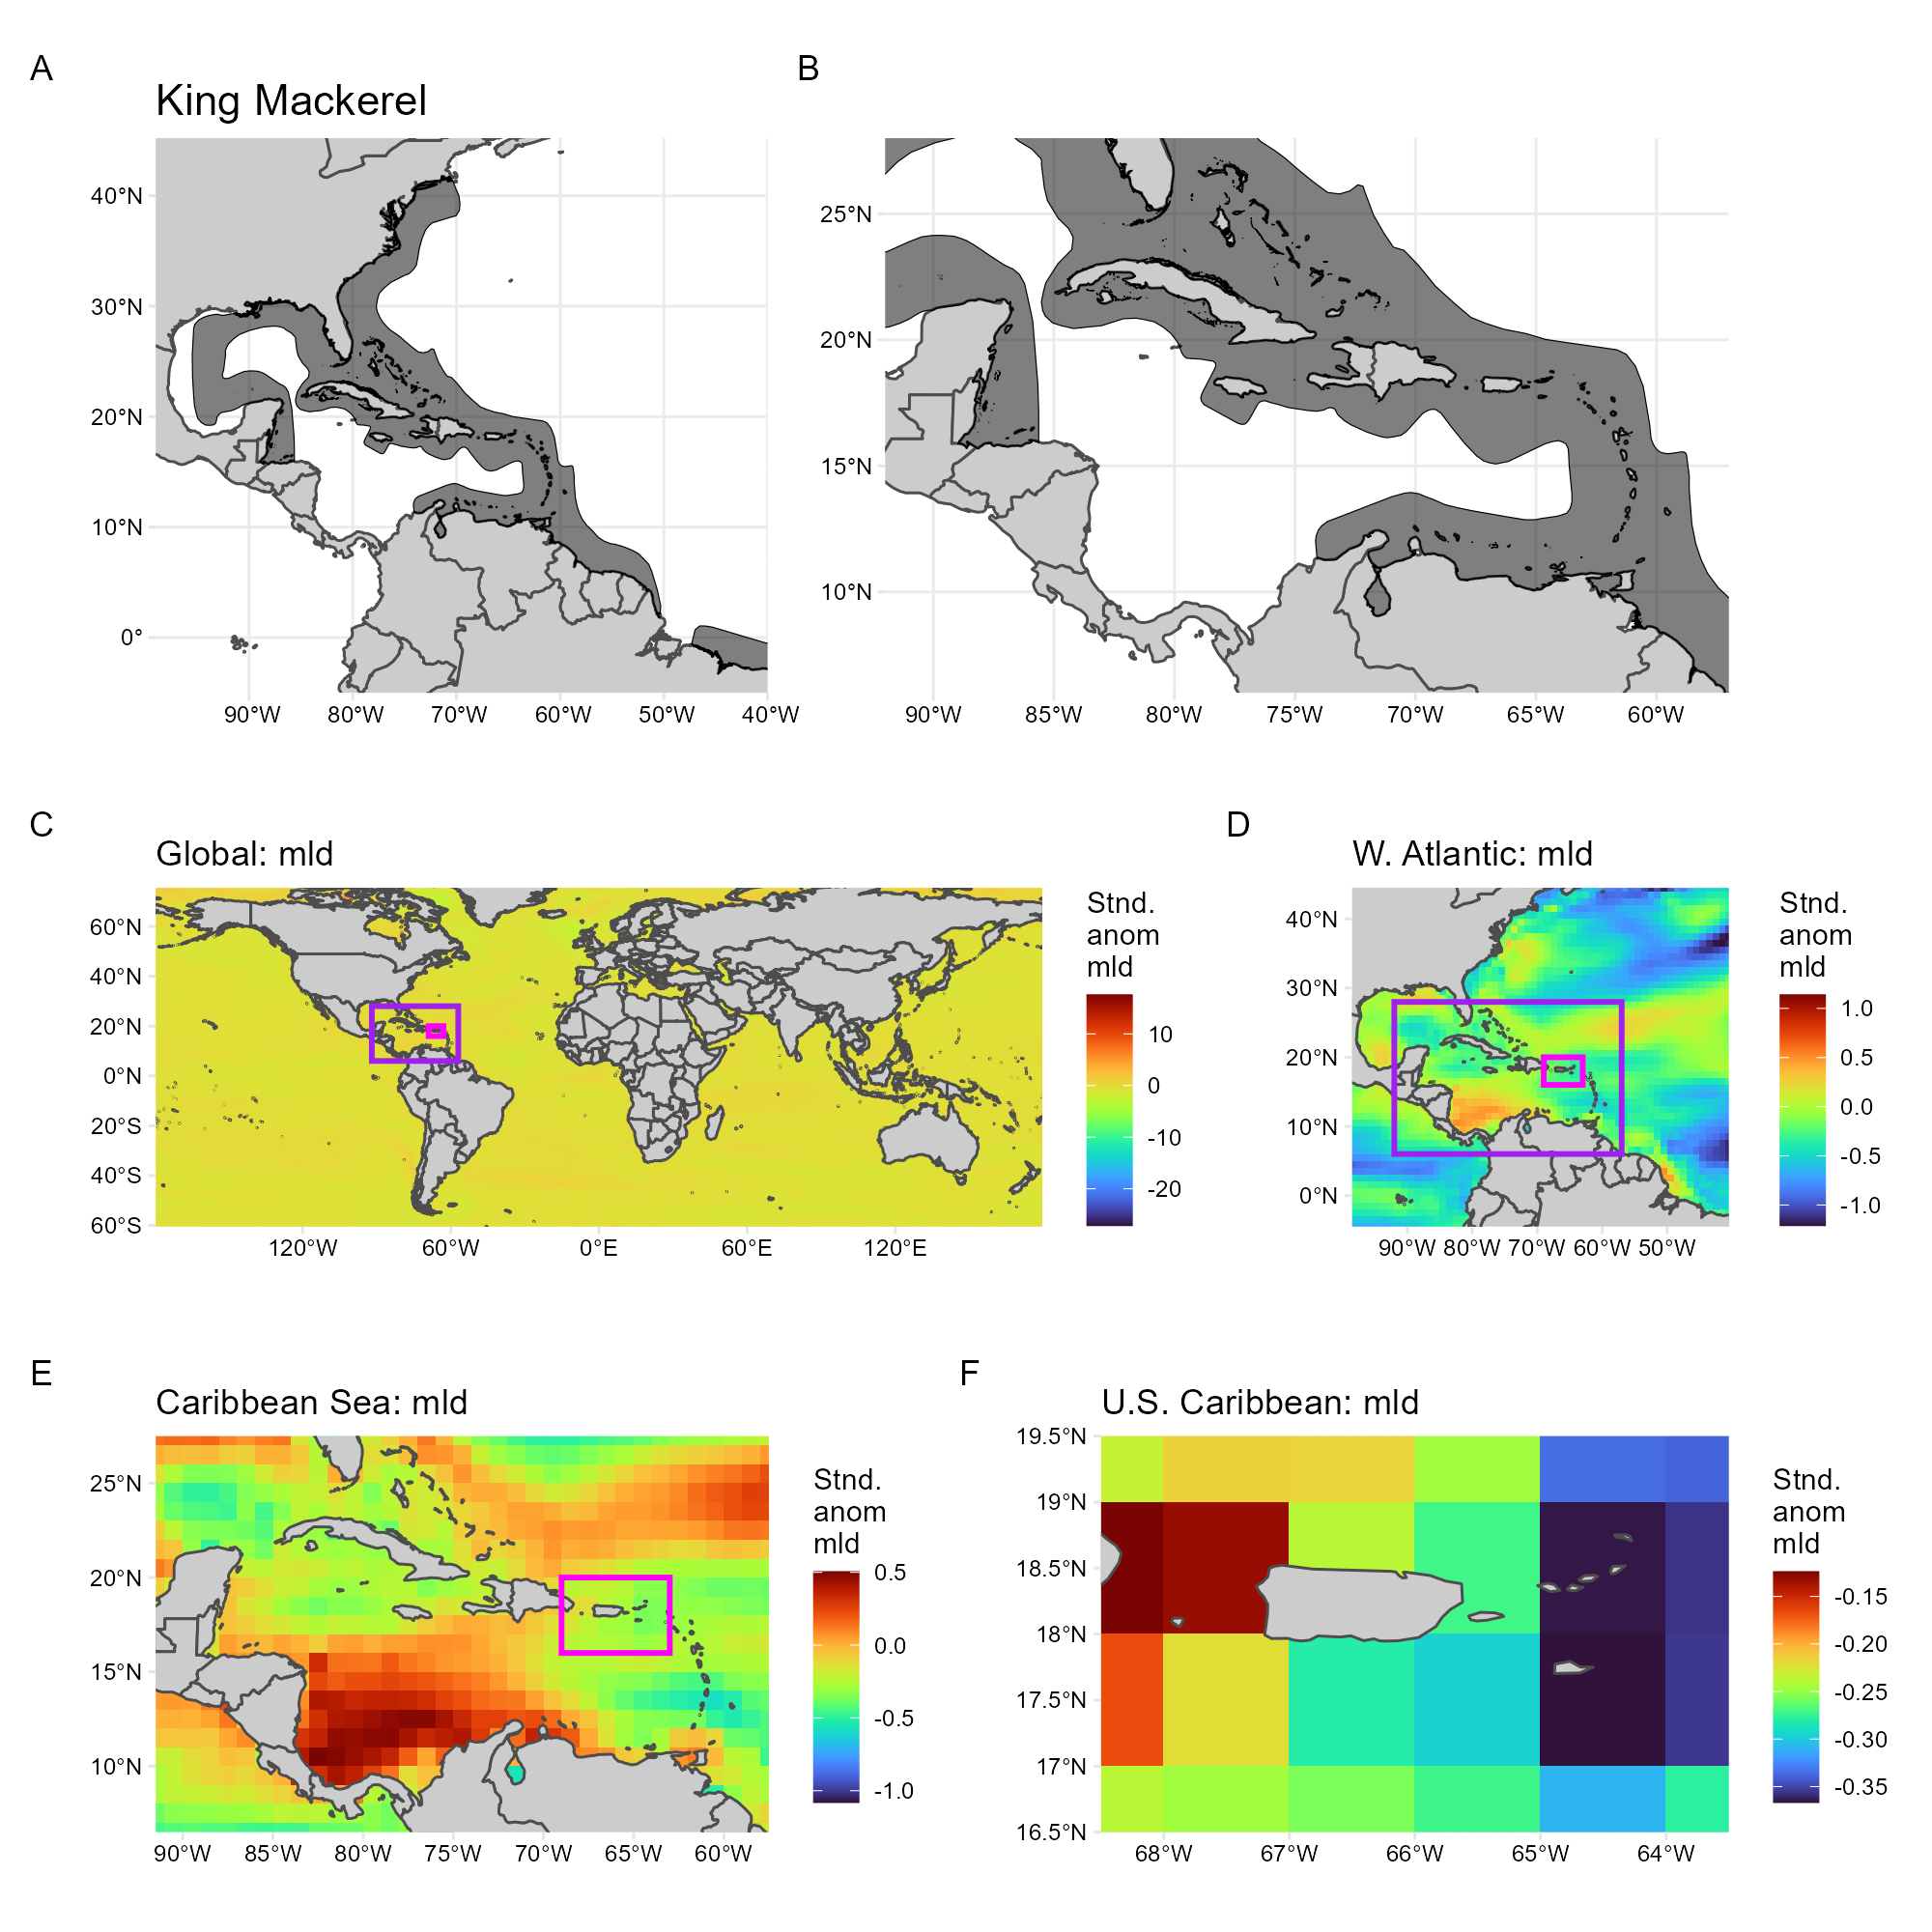 A
B
King Mackerel
40°N
30°N
20°N
10°N
0°
90°W 80°W 70°W 60°W 50°W 40°W
25°N
20°N
15°N
10°N
90°W 85°W 80°W 75°W 70°W 65°W 60°W
C
Global: mld
60°N
40°N
20°N
0°N
20°S
40°S
60°S
120°W 60°W 0°E 60°E 120°E
Stnd.
anom
mld
10
0
-10
-20
D
W. Atlantic: mld
40°N
30°N
20°N
10°N
0°N
90°W 80°W 70°W 60°W 50°W
Stnd.
anom
mld
1.0
0.5
0.0
-0.5
-1.0
E
Caribbean Sea: mld
25°N
20°N
15°N
10°N
90°W 85°W 80°W 75°W 70°W 65°W 60°W
Stnd.
anom
mld
0.5
0.0
-0.5
-1.0
F
U.S. Caribbean: mld
19.5°N
19°N
18.5°N
18°N
17.5°N
17°N
16.5°N
68°W 67°W 66°W 65°W 64°W
Stnd.
anom
mld
-0.15
-0.20
-0.25
-0.30
-0.35